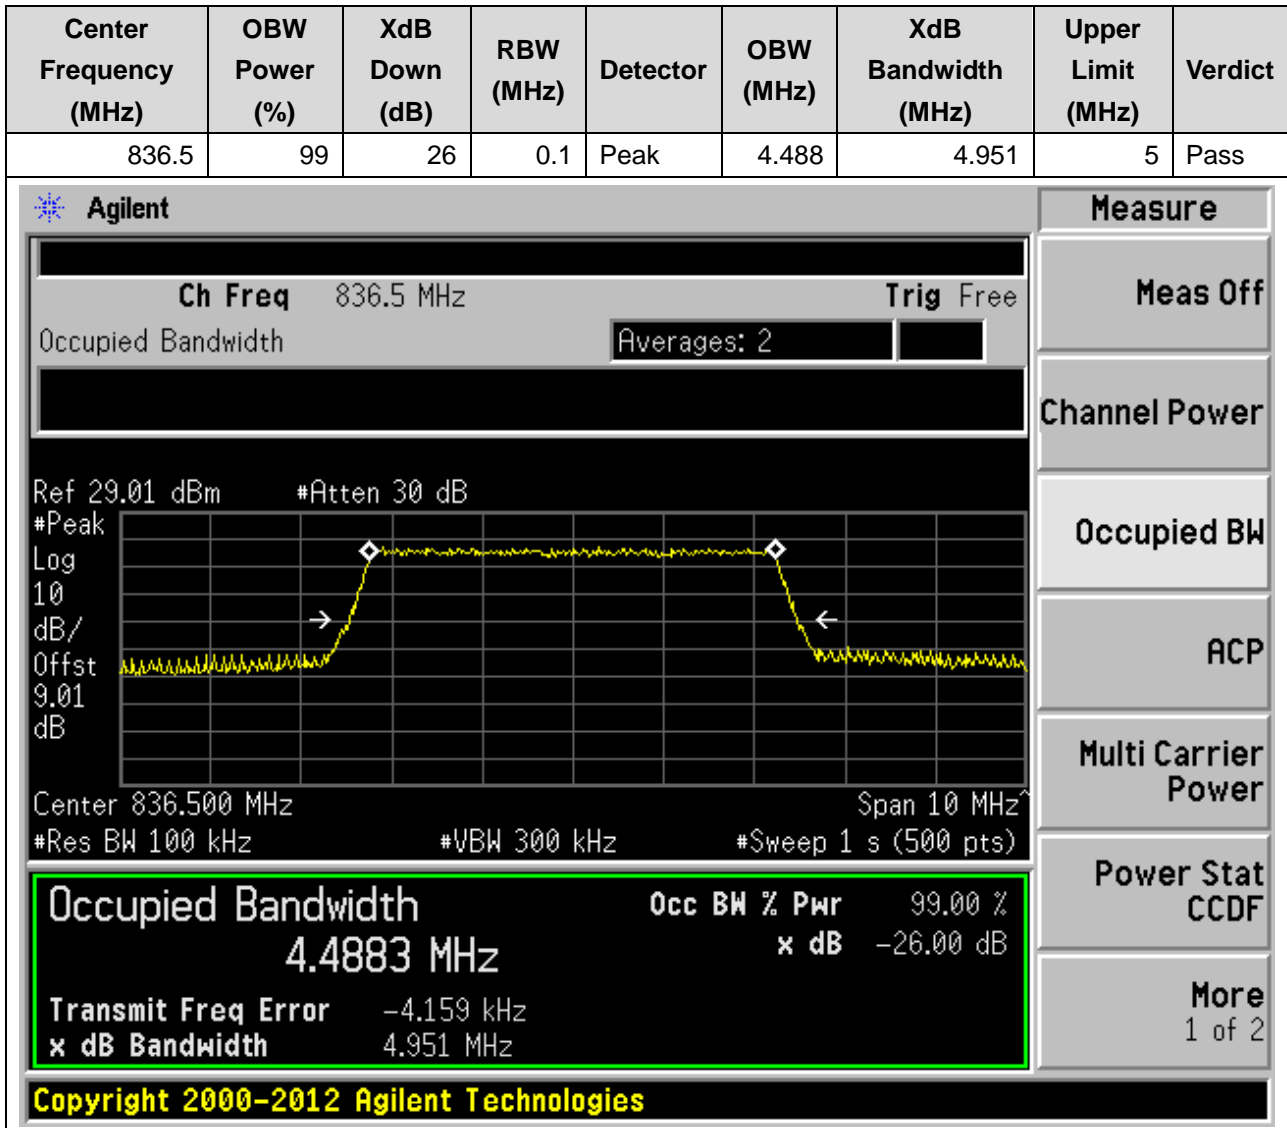 Center Frequency (MHz) OBW Power (%) XdB Down (dB) RBW (MHz) Detector OBW (MHz) XdB Bandwidth (MHz) Upper Limit (MHz) Verdict
836.5 99 26 0.1 Peak 4.488 4.951 5 Pass
Agilent Measure
Ch Freq 836.5 MHz Trig Free
Meas Off
Occupied Bandwidth Averages: 2
Channel Power
Ref 29.01 dBm #Atten 30 dB
#Peak
Log
10
dB/
Offst
9.01
dB
Occupied BW
ACP
Multi Carrier
Power
Center 836.500 MHz Span 10 MHz^
#Res BW 100 kHz #VBW 300 kHz #Sweep 1 s (500 pts)
Power Stat
CCDF
Occupied Bandwidth Occ BW % Pwr 99.00 %
4.4883 MHz x dB -26.00 dB
Transmit Freq Error -4.159 kHz
x dB Bandwidth 4.951 MHz
More
1 of 2
Copyright 2000-2012 Agilent Technologies